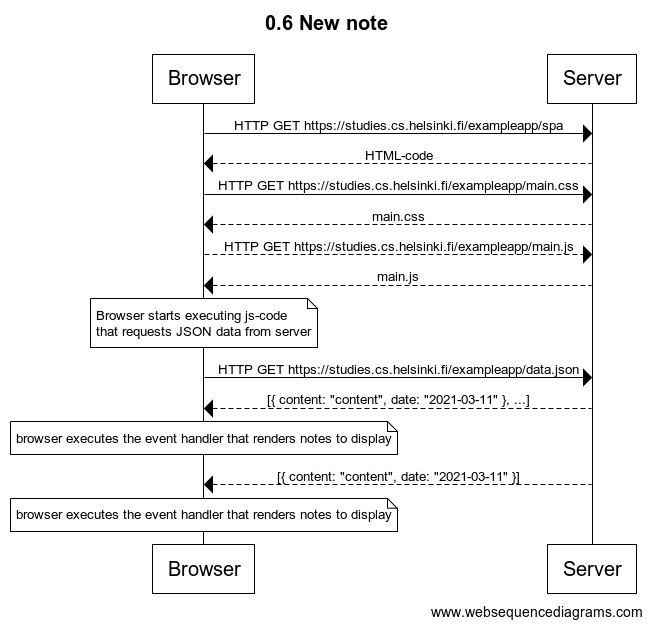 0.6 New note
Browser
Server
HTTP GET https://studies.cs.helsinki.fi/exampleapp/spa
HTML-code
HTTP GET https://studies.cs.helsinki.fi/exampleapp/main.css
main.css
HTTP GET https://studies.cs.helsinki.fi/exampleapp/main.js
main.js
Browser starts executing js-code
that requests JSON data from server
HTTP GET https://studies.cs.helsinki.fi/exampleapp/data.json
[{ content: "content", date: "2021-03-11" }, ...]
browser executes the event handler that renders notes to display
[{ content: "content", date: "2021-03-11" }]
browser executes the event handler that renders notes to display
Browser
Server
www.websequencediagrams.com